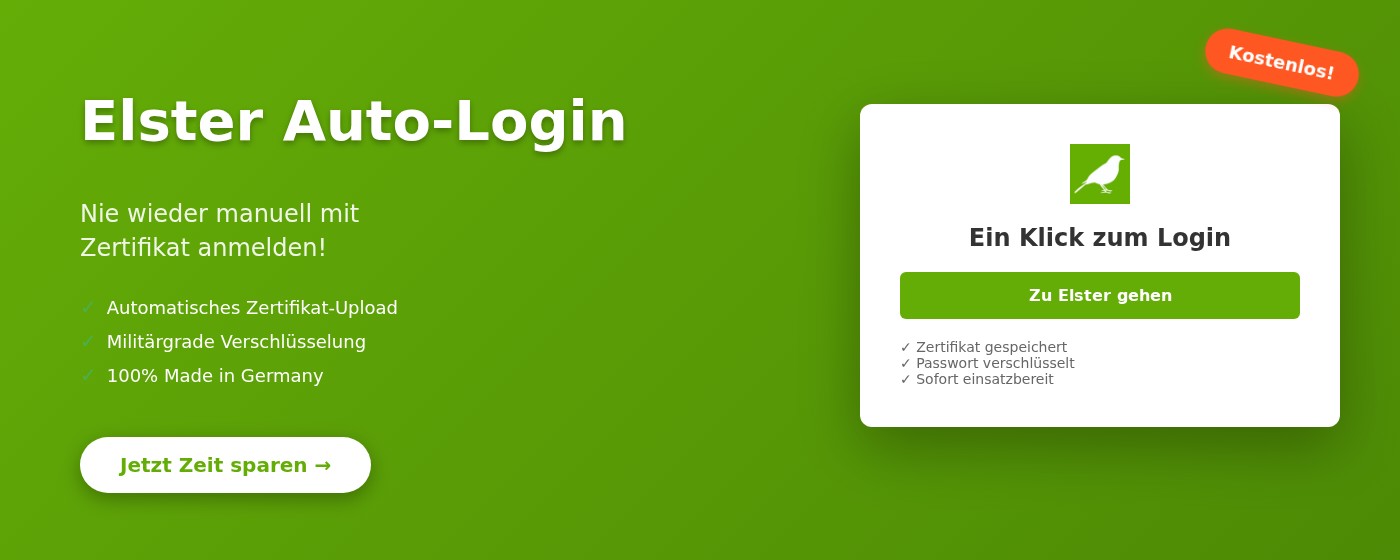 Kostenlos!
Elster Auto-Login
Nie wieder manuell mit
Zertifikat anmelden!
✓ Automatisches Zertifikat-Upload
✓ Militärgrade Verschlüsselung
✓ 100% Made in Germany
Jetzt Zeit sparen →
Ein Klick zum Login
Zu Elster gehen
✓ Zertifikat gespeichert
✓ Passwort verschlüsselt
✓ Sofort einsatzbereit